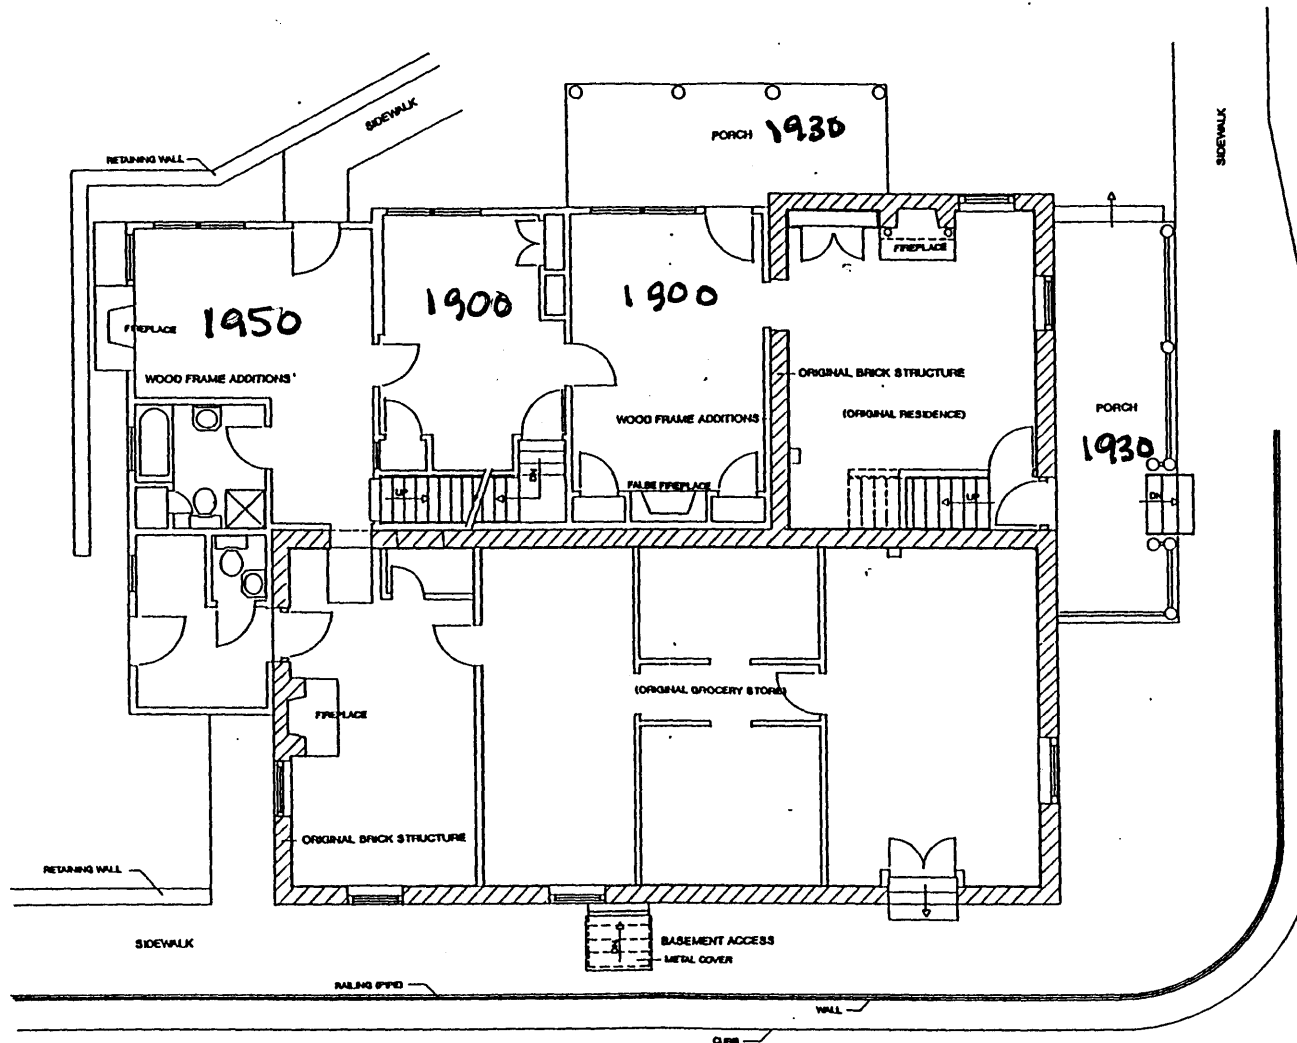 SIDEWALK
PORCH 1930
SIDEWALK
RETAINING WALL
FIREPLACE
1950
1900
1900
FIREPLACE
WOOD FRAME ADDITIONS
ORIGINAL BRICK STRUCTURE
(ORIGINAL RESIDENCE)
PORCH
1930
WOOD FRAME ADDITIONS
FALSE FIREPLACE
UP
DN
UP
DN
(ORIGINAL GROCERY STORE)
FIREPLACE
ORIGINAL BRICK STRUCTURE
RETAINING WALL
SIDEWALK
DN
BASEMENT ACCESS
METAL COVER
RAILING (PIPE)
WALL
CURB